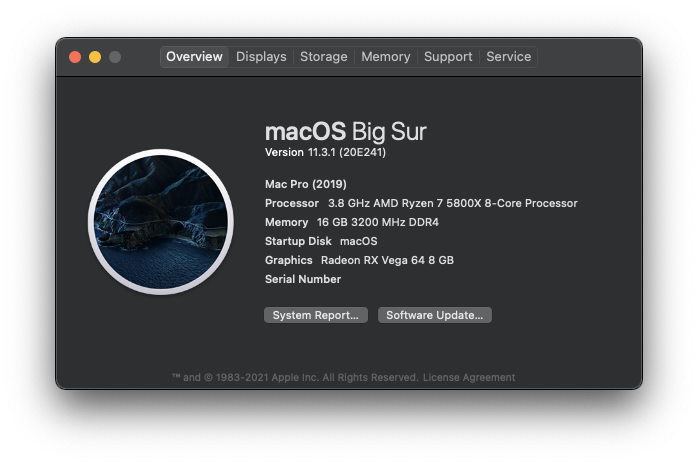 Overview Displays Storage Memory Support Service
macOS Big Sur
Version 11.3.1 (20E241)
Mac Pro (2019)
Processor 3.8 GHz AMD Ryzen 7 5800X 8-Core Processor
Memory 16 GB 3200 MHz DDR4
Startup Disk macOS
Graphics Radeon RX Vega 64 8 GB
Serial Number
System Report... Software Update...
™ and © 1983-2021 Apple Inc. All Rights Reserved. License Agreement